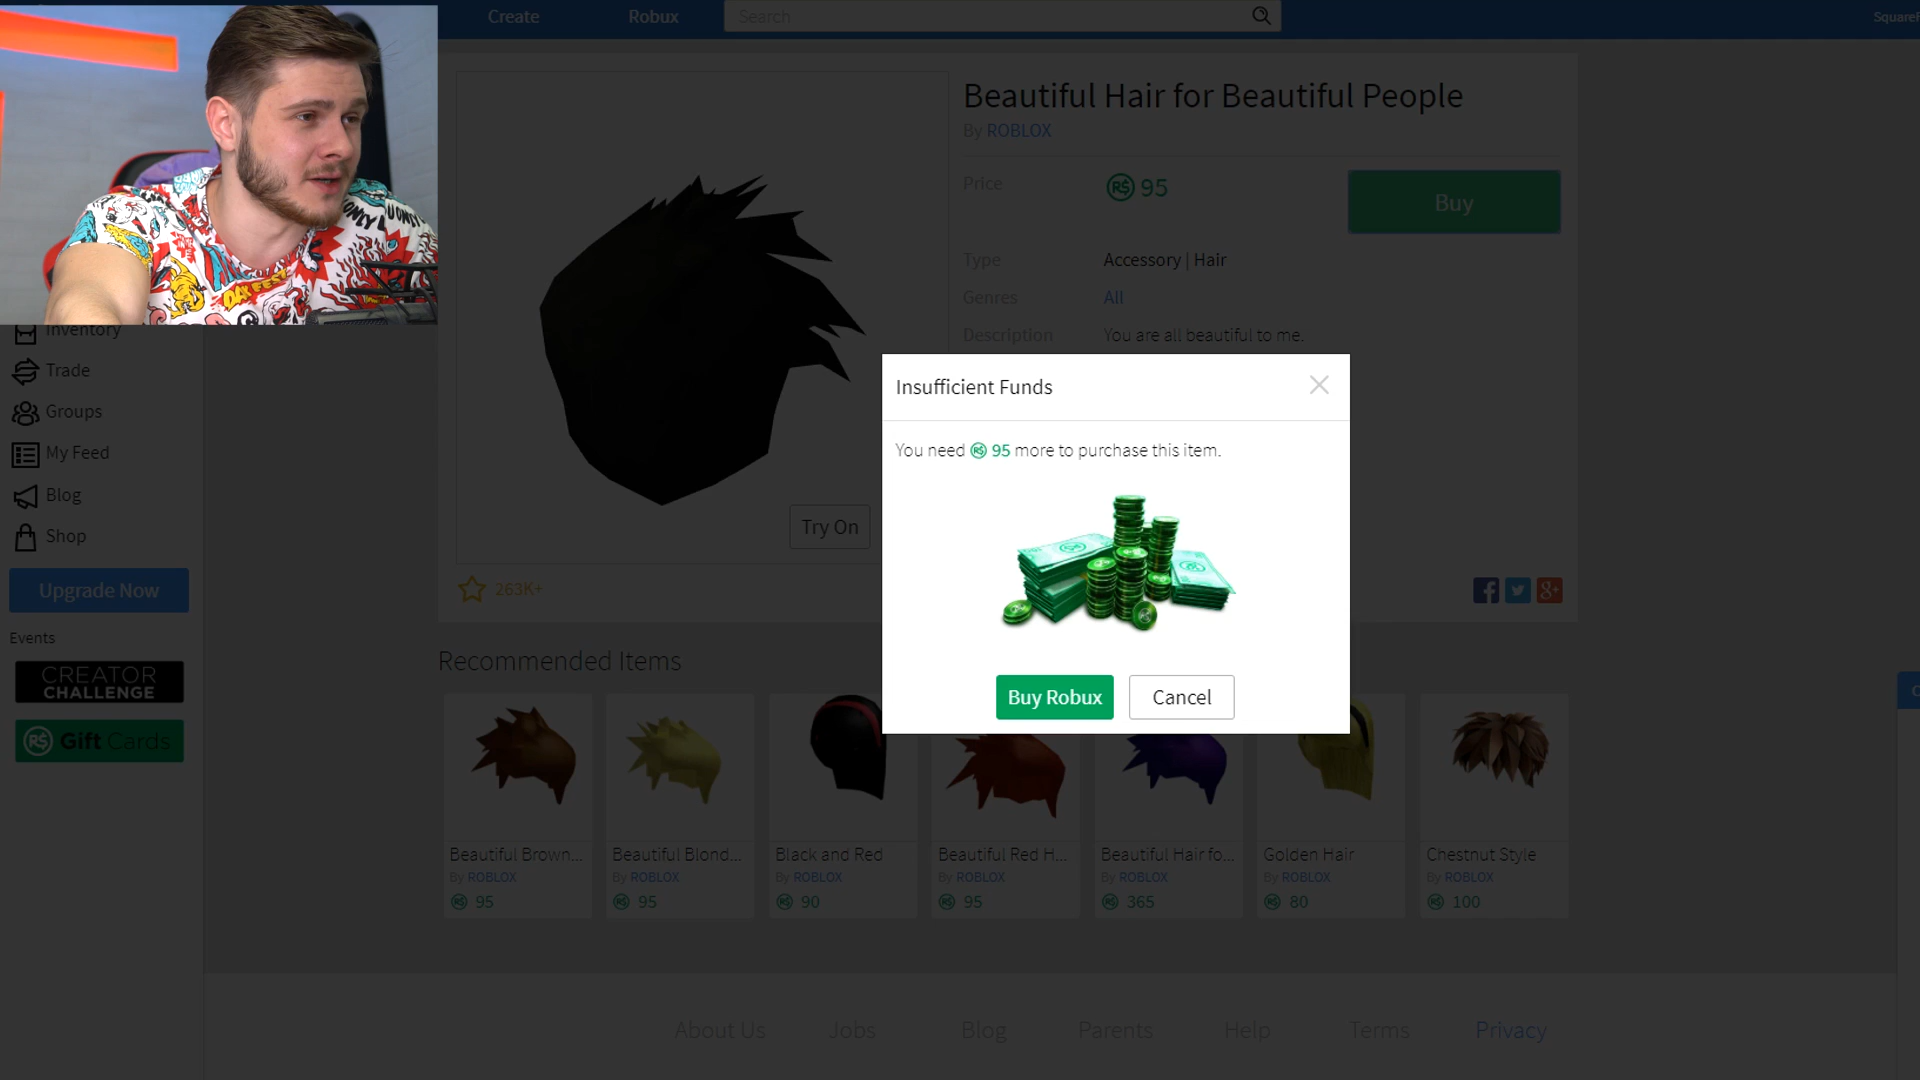 Create
Robux
Search
Beautiful Hair for Beautiful People
By ROBLOX
Price
R$ 95
Buy
Type
Accessory | Hair
Genres
All
Description
You are all beautiful to me.
Inventory
Trade
Groups
My Feed
Blog
Shop
Upgrade Now
Events
CREATOR
CHALLENGE
R$ Gift Cards
Try On
263K+
Insufficient Funds
You need R$ 95 more to purchase this item.
Buy Robux
Cancel
Recommended Items
Beautiful Brown...
By ROBLOX
R$ 95
Beautiful Blond...
By ROBLOX
R$ 95
Black and Red
By ROBLOX
R$ 90
Beautiful Red H...
By ROBLOX
R$ 95
Beautiful Hair fo...
By ROBLOX
R$ 365
Golden Hair
By ROBLOX
R$ 80
Chestnut Style
By ROBLOX
R$ 100
About Us
Jobs
Blog
Parents
Help
Terms
Privacy